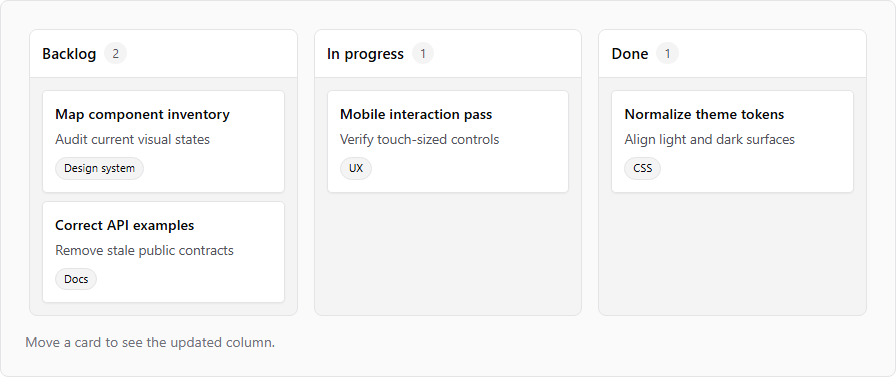 Backlog 2
Map component inventory
Audit current visual states
Design system
Correct API examples
Remove stale public contracts
Docs
In progress 1
Mobile interaction pass
Verify touch-sized controls
UX
Done 1
Normalize theme tokens
Align light and dark surfaces
CSS
Move a card to see the updated column.